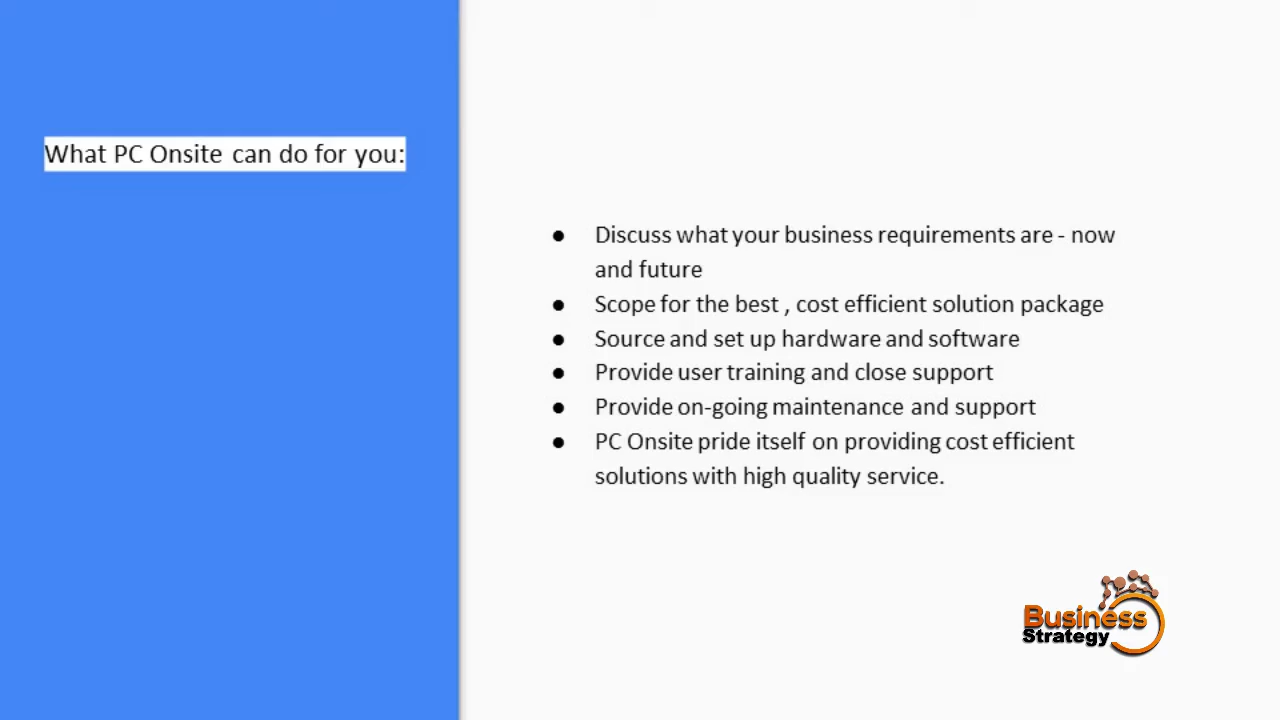 What PC Onsite can do for you:
● Discuss what your business requirements are - now
and future
● Scope for the best , cost efficient solution package
● Source and set up hardware and software
● Provide user training and close support
● Provide on-going maintenance and support
● PC Onsite pride itself on providing cost efficient
solutions with high quality service.
Business
Strategy